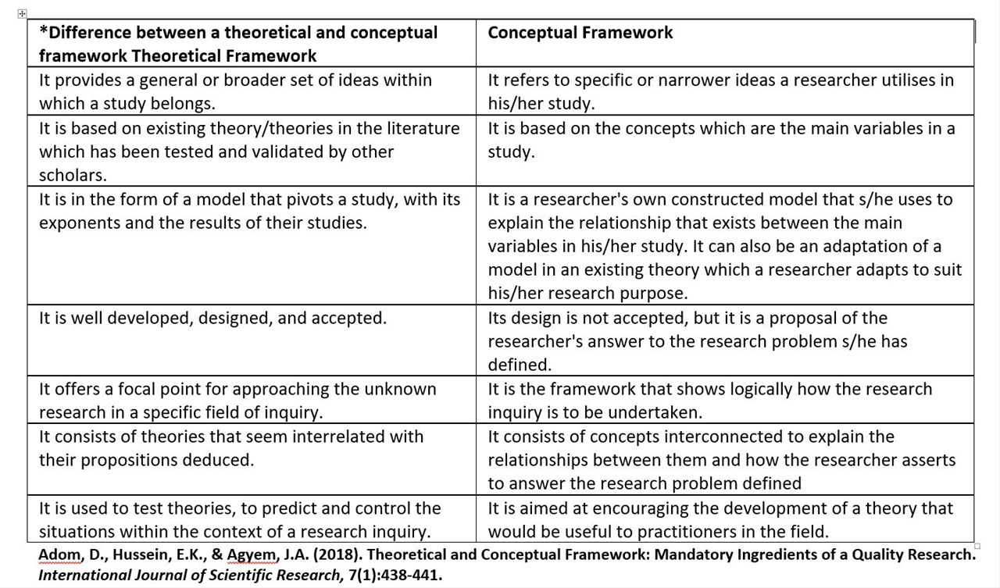 *Difference between a theoretical and conceptual
framework Theoretical Framework
Conceptual Framework
It provides a general or broader set of ideas within
which a study belongs.
It refers to specific or narrower ideas a researcher utilises in
his/her study.
It is based on existing theory/theories in the literature
which has been tested and validated by other
scholars.
It is based on the concepts which are the main variables in a
study.
It is in the form of a model that pivots a study, with its
exponents and the results of their studies.
It is a researcher's own constructed model that s/he uses to
explain the relationship that exists between the main
variables in his/her study. It can also be an adaptation of a
model in an existing theory which a researcher adapts to suit
his/her research purpose.
It is well developed, designed, and accepted.
Its design is not accepted, but it is a proposal of the
researcher's answer to the research problem s/he has
defined.
It offers a focal point for approaching the unknown
research in a specific field of inquiry.
It is the framework that shows logically how the research
inquiry is to be undertaken.
It consists of theories that seem interrelated with
their propositions deduced.
It consists of concepts interconnected to explain the
relationships between them and how the researcher asserts
to answer the research problem defined
It is used to test theories, to predict and control the
situations within the context of a research inquiry.
It is aimed at encouraging the development of a theory that
would be useful to practitioners in the field.
Adom, D., Hussein, E.K., & Agyem, J.A. (2018). Theoretical and Conceptual Framework: Mandatory Ingredients of a Quality Research.
International Journal of Scientific Research, 7(1):438-441.